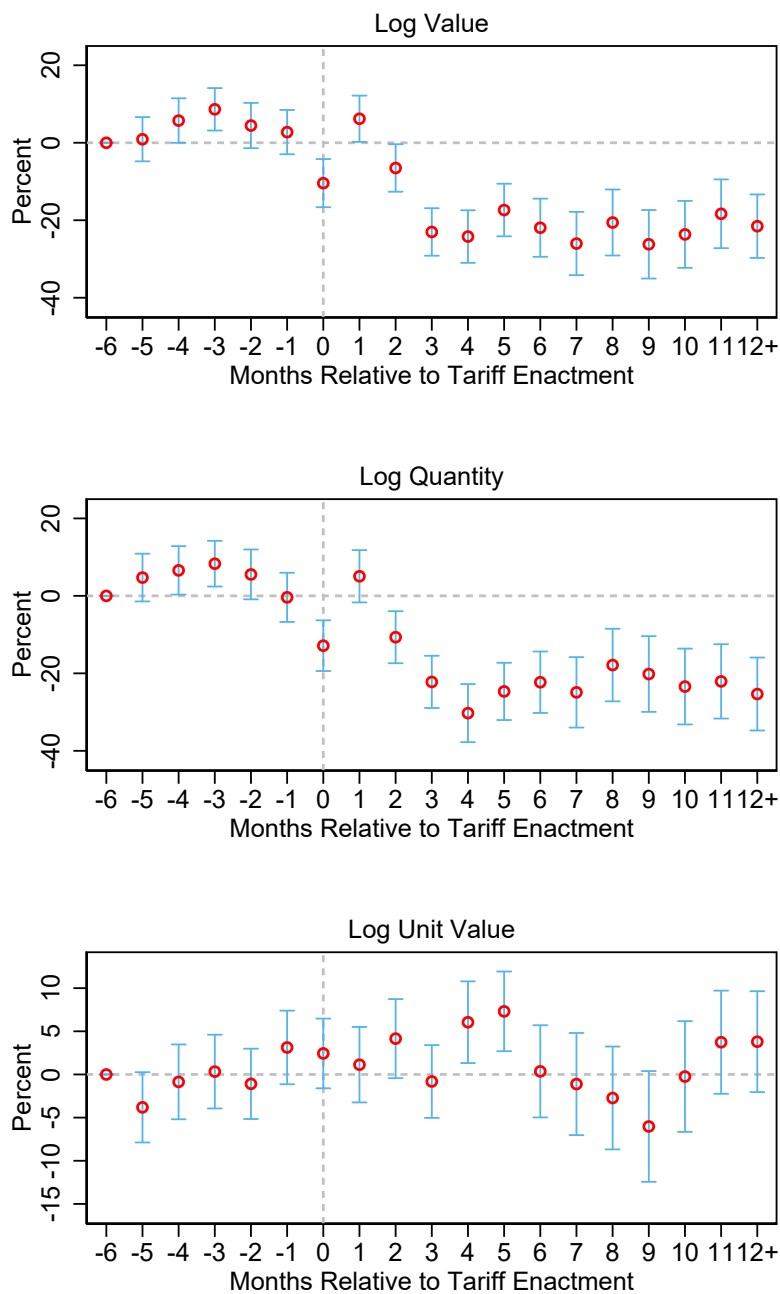 Log Value
20
0
-20
-40
Percent
-6 -5 -4 -3 -2 -1 0 1 2 3 4 5 6 7 8 9 10 11 12+
Months Relative to Tariff Enactment
Log Quantity
20
0
-20
-40
Percent
-6 -5 -4 -3 -2 -1 0 1 2 3 4 5 6 7 8 9 10 11 12+
Months Relative to Tariff Enactment
Log Unit Value
10
5
0
-5
-10
-15
Percent
-6 -5 -4 -3 -2 -1 0 1 2 3 4 5 6 7 8 9 10 11 12+
Months Relative to Tariff Enactment